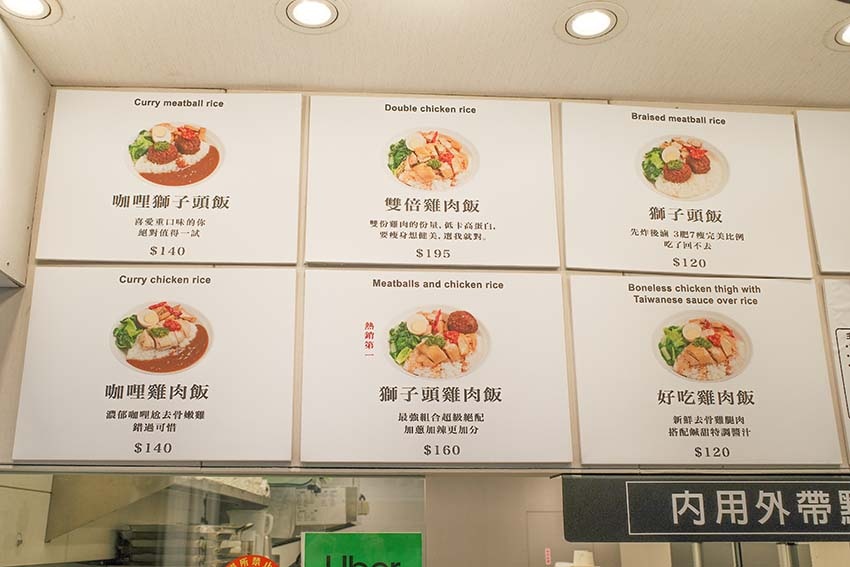 Curry meatball rice
咖哩獅子頭飯
喜愛重口味的你
絕對值得一試
$140
Double chicken rice
雙倍雞肉飯
雙份雞肉的份量，低卡高蛋白，
要瘦身想健美，選我就對。
$195
Braised meatball rice
獅子頭飯
先炸後滷 3肥7瘦完美比例
吃了回不去
$120
Curry chicken rice
咖哩雞肉飯
濃郁咖哩尬去骨嫩雞
錯過可惜
$140
Meatballs and chicken rice
熱銷第一
獅子頭雞肉飯
最強組合超級絕配
加蔥加辣更加分
$160
Boneless chicken thigh with
Taiwanese sauce over rice
好吃雞肉飯
新鮮去骨雞腿肉
搭配鹹甜特調醬汁
$120
內用外帶點
Uber